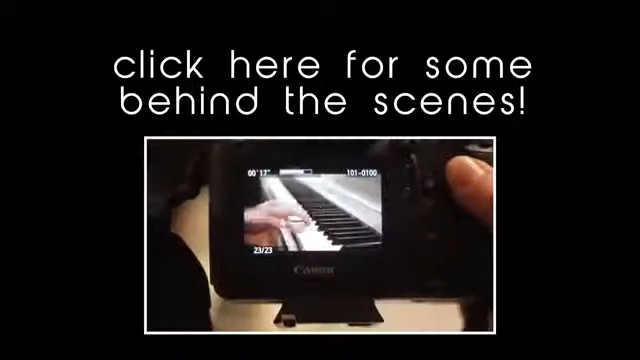 click here for some
behind the scenes!
00'17"
101-0100
23/23
Canon